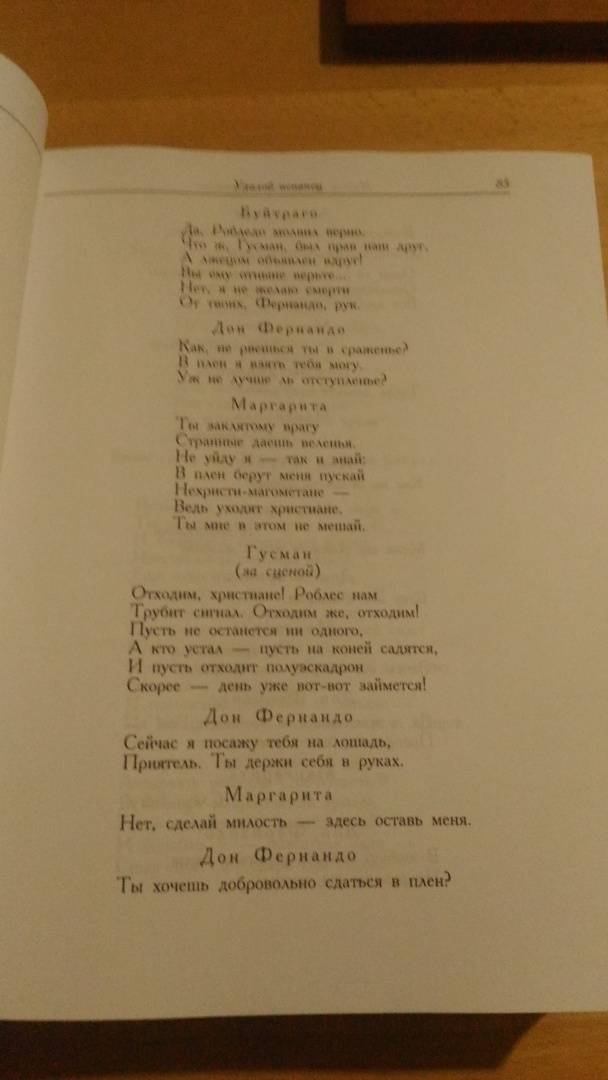 Удалой испанец 83
Буйтраго
Да, Робледо молвил верно.
Что ж, Гусман, был прав наш друг,
А лжецом объявлен вдруг!
Вы ему отныне верьте...
Нет, я не желаю смерти
От твоих, Фернандо, рук.
Дон Фернандо
Как, не рвешься ты в сраженье?
В плен я взять тебя могу.
Уж не лучше ль отступленье?
Маргарита
Ты заклятому врагу
Странные даешь веленья.
Не уйду я — так и знай:
В плен берут меня пускай
Нехристи-магометане —
Ведь уходят христиане.
Ты мне в этом не мешай.
Гусман
(за сценой)
Отходим, христиане! Роблес нам
Трубит сигнал. Отходим же, отходим!
Пусть не останется ни одного,
А кто устал — пусть на коней садятся,
И пусть отходит полуэскадрон
Скорее — день уже вот-вот займется!
Дон Фернандо
Сейчас я посажу тебя на лошадь,
Приятель. Ты держи себя в руках.
Маргарита
Нет, сделай милость — здесь оставь меня.
Дон Фернандо
Ты хочешь добровольно сдаться в плен?